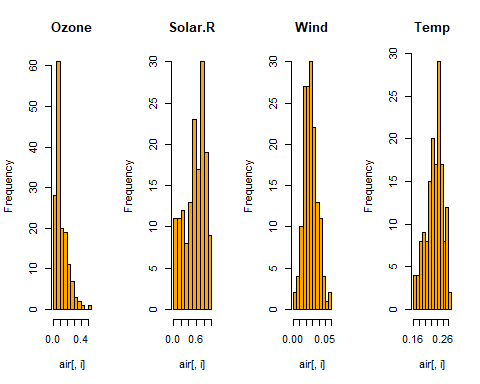 Ozone
Frequency
60
50
40
30
20
10
0
0.0 0.4
air[, i]
Solar.R
Frequency
30
25
20
15
10
5
0
0.0 0.6
air[, i]
Wind
Frequency
30
25
20
15
10
5
0
0.00 0.05
air[, i]
Temp
Frequency
30
25
20
15
10
5
0
0.16 0.26
air[, i]